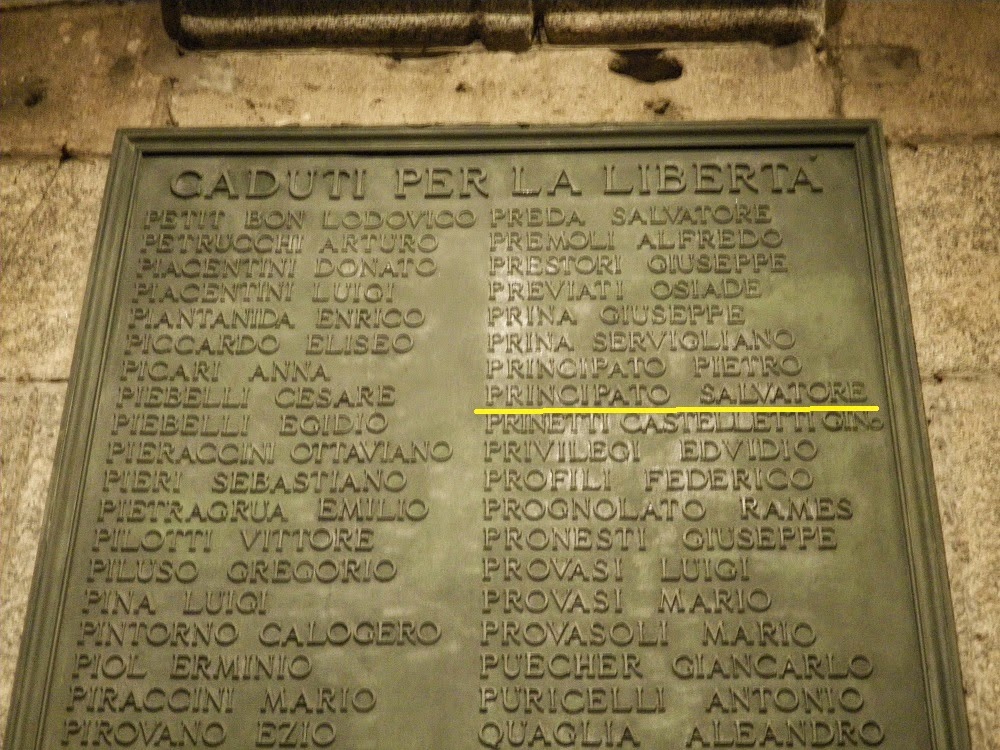 CADUTI PER LA LIBERTÀ
PETIT BON LODOVICO
PETRUCCHI ARTURO
PIACENTINI DONATO
PIACENTINI LUIGI
PIANTANIDA ENRICO
PICCARDO ELISEO
PICARI ANNA
PIEBELLI CESARE
PIEBELLI EGIDIO
PIERACCINI OTTAVIANO
PIERI SEBASTIANO
PIETRAGRUA EMILIO
PILOTTI VITTORE
PILUSO GREGORIO
PINA LUIGI
PINTORNO CALOGERO
PIOL ERMINIO
PIRACCINI MARIO
PIROVANO EZIO
PREDA SALVATORE
PREMOLI ALFREDO
PRESTORI GIUSEPPE
PREVIATI OSIADE
PRINA GIUSEPPE
PRINA SERVIGLIANO
PRINCIPATO PIETRO
PRINCIPATO SALVATORE
PRINETTI CASTELLETTI GINO
PRIVILEGI EDVIDIO
PROFILI FEDERICO
PROGNOLATO RAMES
PRONESTI GIUSEPPE
PROVASI LUIGI
PROVASI MARIO
PROVASOLI MARIO
PUECHER GIANCARLO
PURICELLI ANTONIO
QUAGLIA ALEANDRO